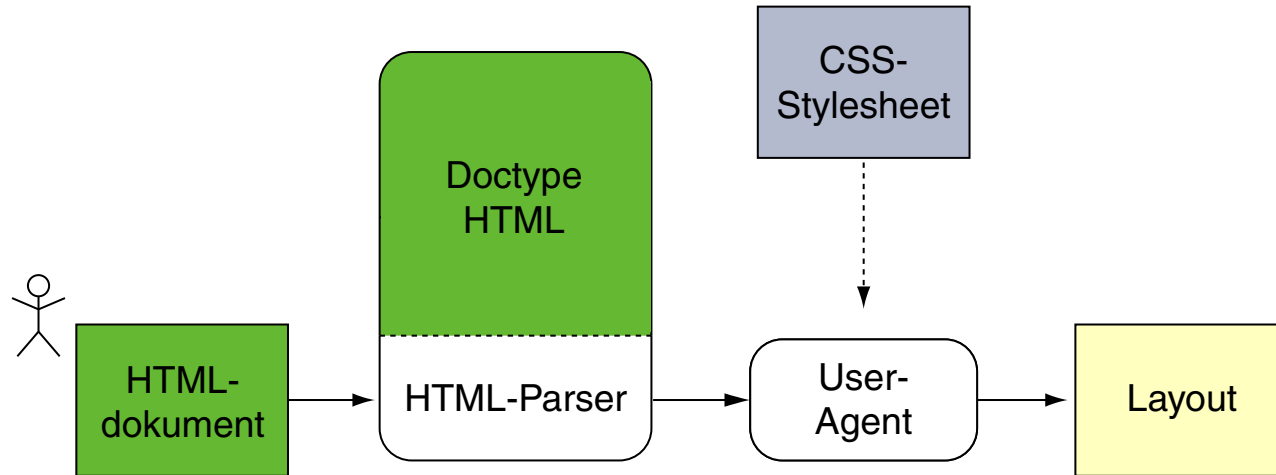 CSS-
Stylesheet
Doctype
HTML
HTML-
dokument
HTML-Parser
User-
Agent
Layout